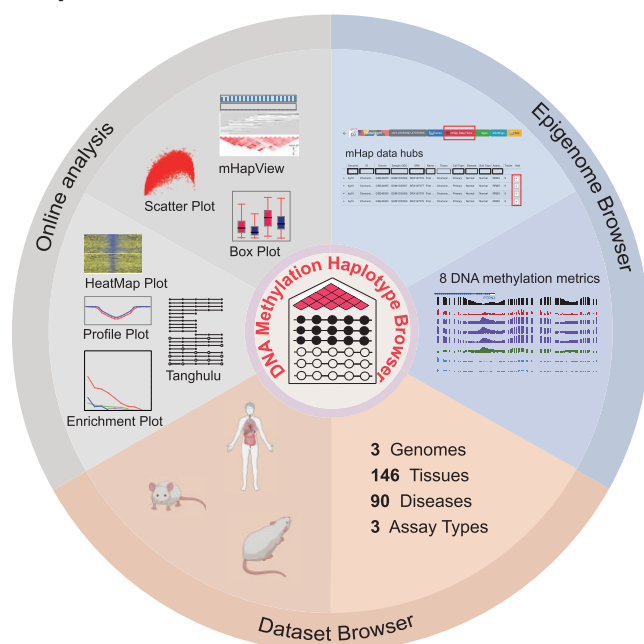 Online analysis
mHapView
Scatter Plot
Box Plot
HeatMap Plot
Profile Plot
Tanghulu
Enrichment Plot
Epigenome Browser
mHap data hubs
8 DNA methylation metrics
DNA Methylation Haplotype Browser
3 Genomes
146 Tissues
90 Diseases
3 Assay Types
Dataset Browser